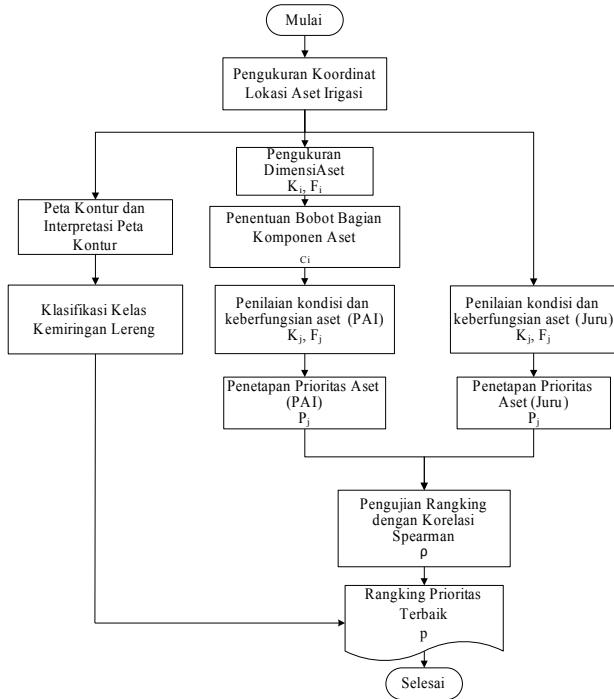 Mulai
Pengukuran Koordinat
Lokasi Aset Irigasi
Peta Kontur dan
Interpretasi Peta
Kontur
Klasifikasi Kelas
Kemiringan Lereng
Pengukuran
DimensiAset
Ki, Fi
Penentuan Bobot Bagian
Komponen Aset
Ci
Penilaian kondisi dan
keberfungsian aset (PAI)
Kj, Fj
Penetapan Prioritas Aset
(PAI)
Pj
Penilaian kondisi dan
keberfungsian aset (Juru)
Kj, Fj
Penetapan Prioritas
Aset (Juru)
Pj
Pengujian Rangking
dengan Korelasi
Spearman
ρ
Rangking Prioritas
Terbaik
p
Selesai